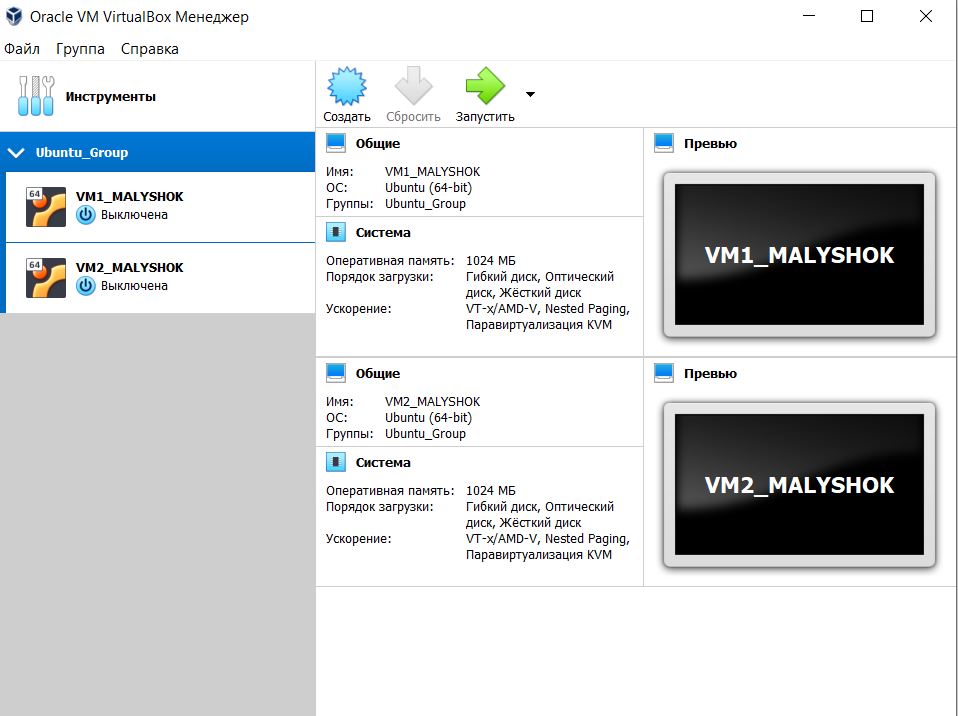 Oracle VM VirtualBox Менеджер
Файл Группа Справка
Инструменты
Создать Сбросить Запустить
Ubuntu_Group
64
VM1_MALYSHOK
Выключена
64
VM2_MALYSHOK
Выключена
Общие
Имя: VM1_MALYSHOK
ОС: Ubuntu (64-bit)
Группы: Ubuntu_Group
Система
Оперативная память: 1024 МБ
Порядок загрузки: Гибкий диск, Оптический
диск, Жёсткий диск
Ускорение: VT-x/AMD-V, Nested Paging,
Паравиртуализация KVM
Превью
VM1_MALYSHOK
Общие
Имя: VM2_MALYSHOK
ОС: Ubuntu (64-bit)
Группы: Ubuntu_Group
Система
Оперативная память: 1024 МБ
Порядок загрузки: Гибкий диск, Оптический
диск, Жёсткий диск
Ускорение: VT-x/AMD-V, Nested Paging,
Паравиртуализация KVM
Превью
VM2_MALYSHOK